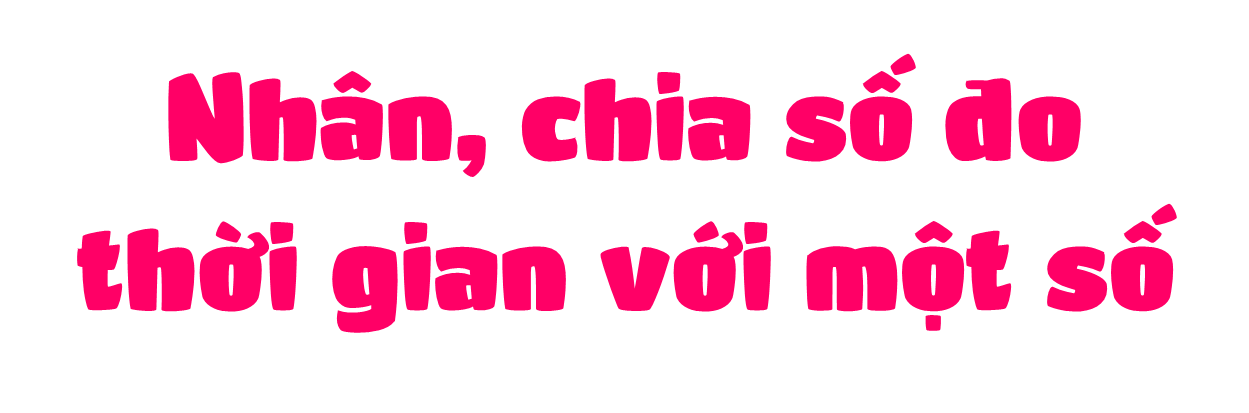 Nhân, chia số đo
thời gian với một số